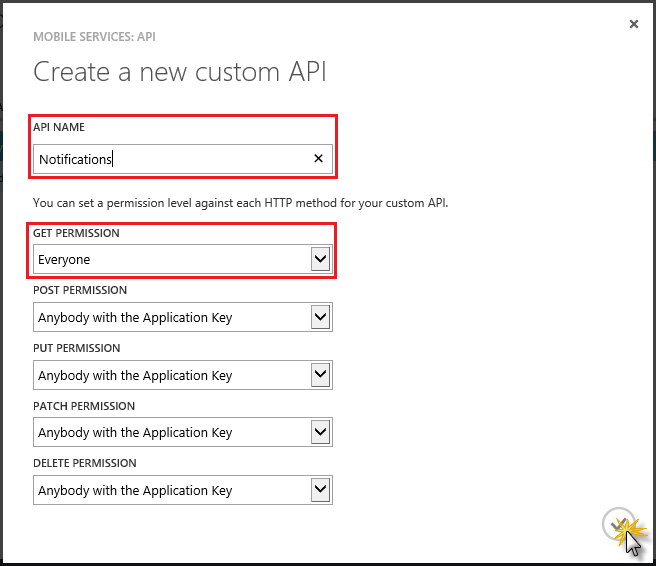 MOBILE SERVICES: API
Create a new custom API
API NAME
Notifications
You can set a permission level against each HTTP method for your custom API.
GET PERMISSION
Everyone
POST PERMISSION
Anybody with the Application Key
PUT PERMISSION
Anybody with the Application Key
PATCH PERMISSION
Anybody with the Application Key
DELETE PERMISSION
Anybody with the Application Key